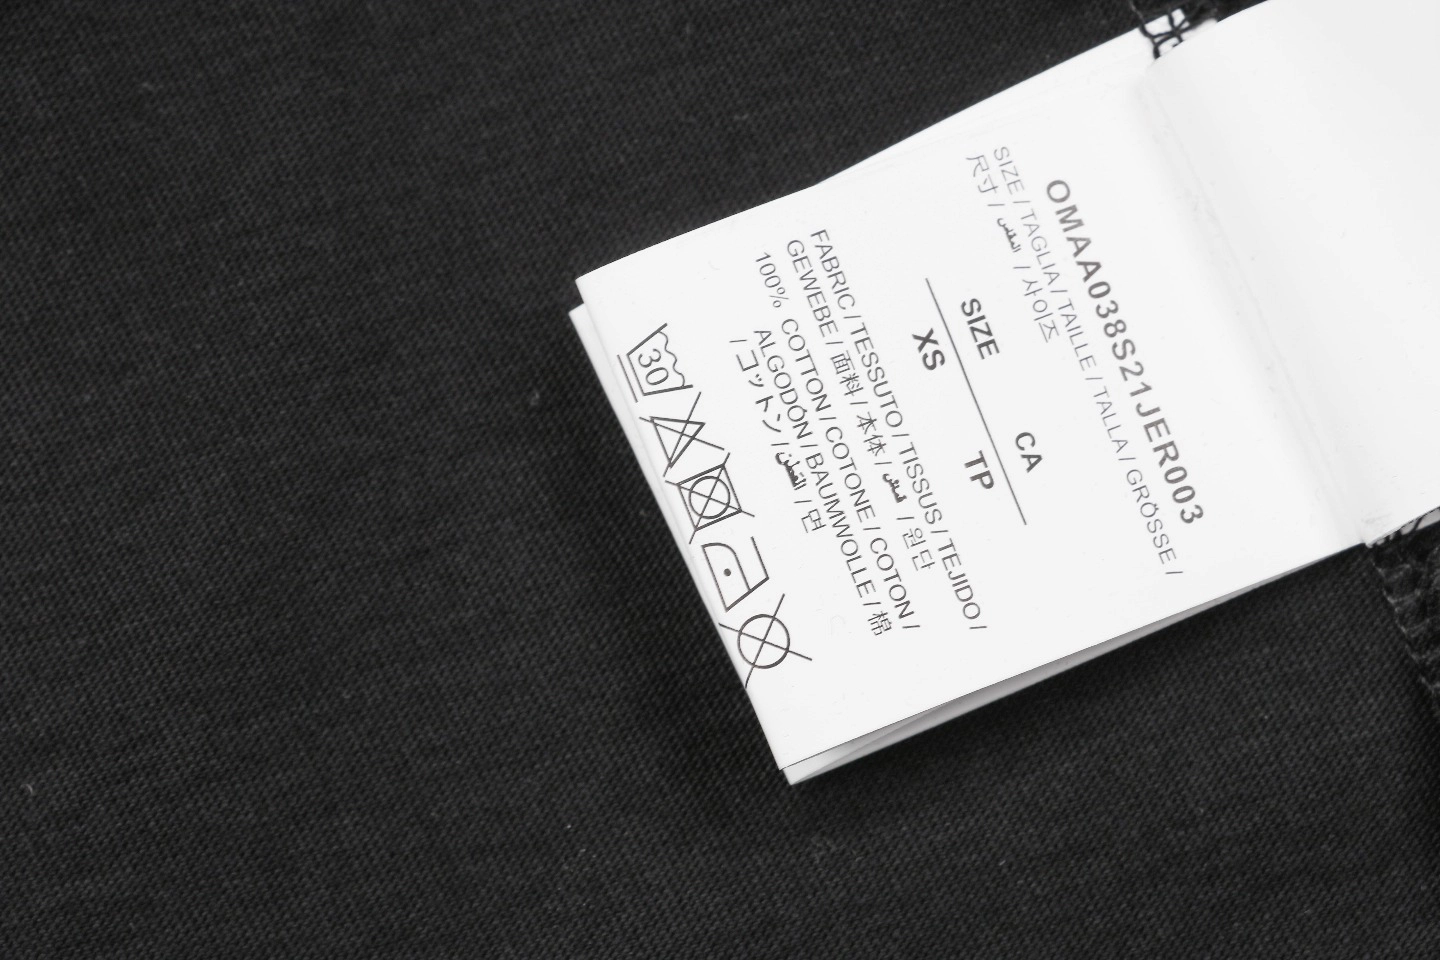 OMAA038S21JER003
SIZE / TAGLIA / TAILLE / TALLA / GRÖSSE /
尺寸 / المقاس / 사이즈
SIZE CA
XS TP
FABRIC / TESSUTO / TISSUS / TEJIDO /
GEWEBE / 面料 / 本体 / قماش / 원단
100% COTTON / COTONE / COTON /
ALGODÓN / BAUMWOLLE / 棉
/ コットン / القطن / 면
30